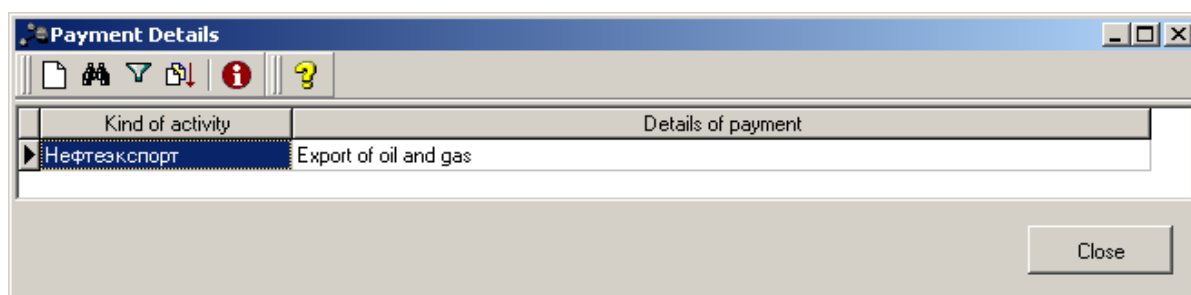 Payment Details
Kind of activity Details of payment
Нефтеэкспорт Export of oil and gas
Close